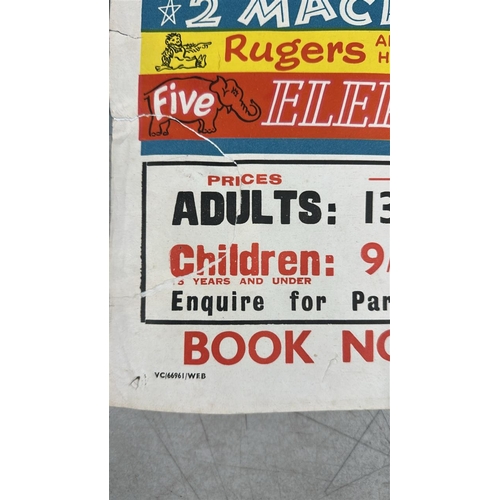 ☆2 MAC
Rugers A
H
Five ELE
PRICES
ADULTS: 13
Children: 9/
YEARS AND UNDER
Enquire for Par
BOOK NO
VC/66961/WEB